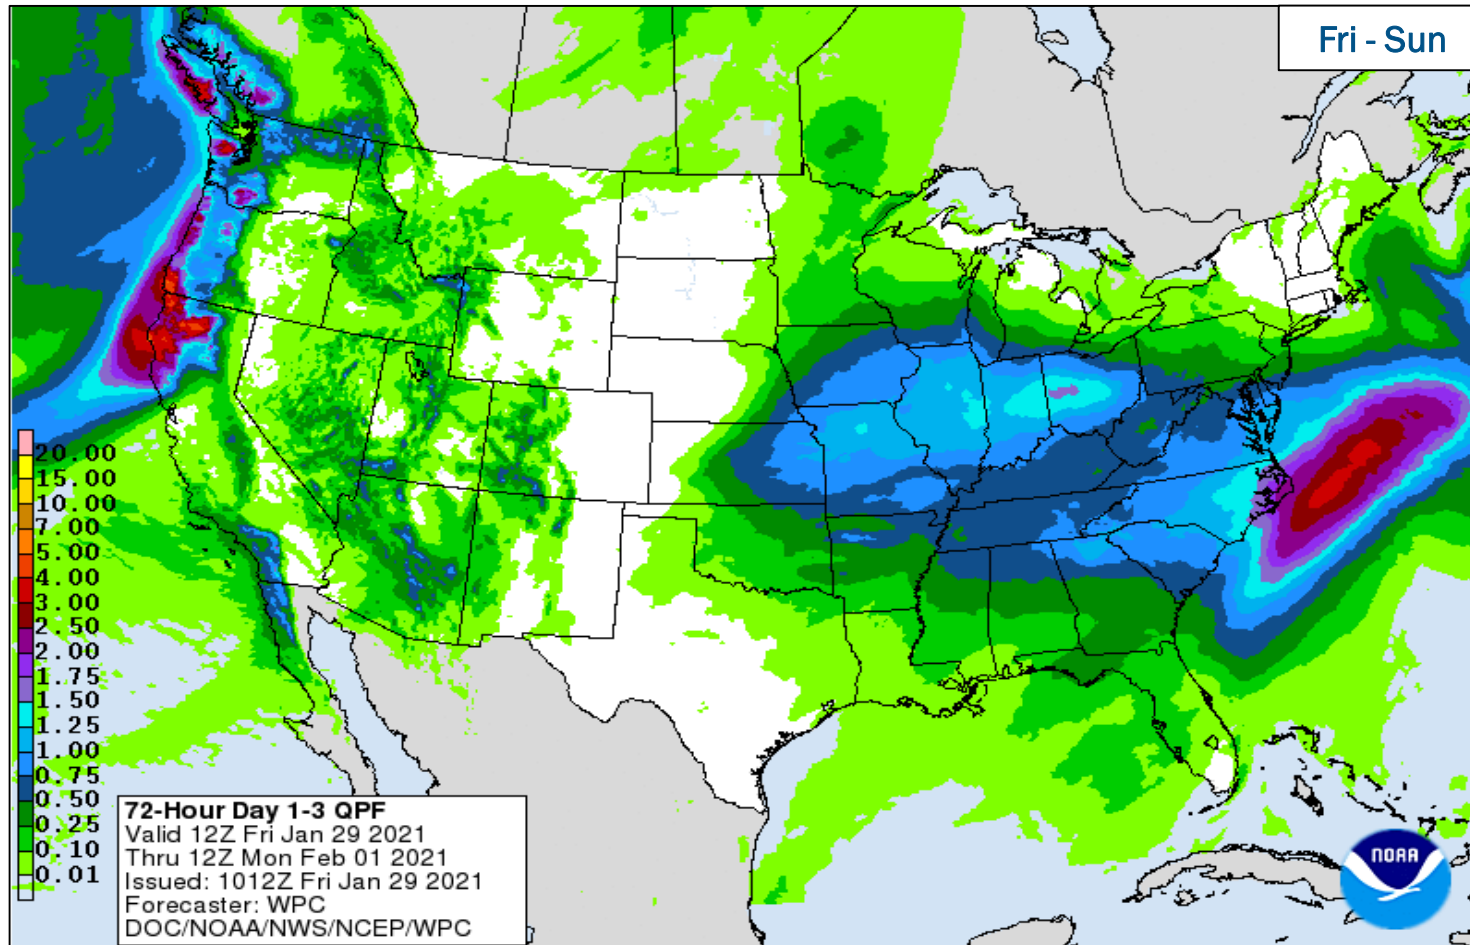 Fri - Sun
20.00
15.00
10.00
7.00
5.00
4.00
3.00
2.50
2.00
1.75
1.50
1.25
1.00
0.75
0.50
0.25
0.10
0.01
72-Hour Day 1-3 QPF
Valid 12Z Fri Jan 29 2021
Thru 12Z Mon Feb 01 2021
Issued: 1012Z Fri Jan 29 2021
Forecaster: WPC
DOC/NOAA/NWS/NCEP/WPC
NOAA